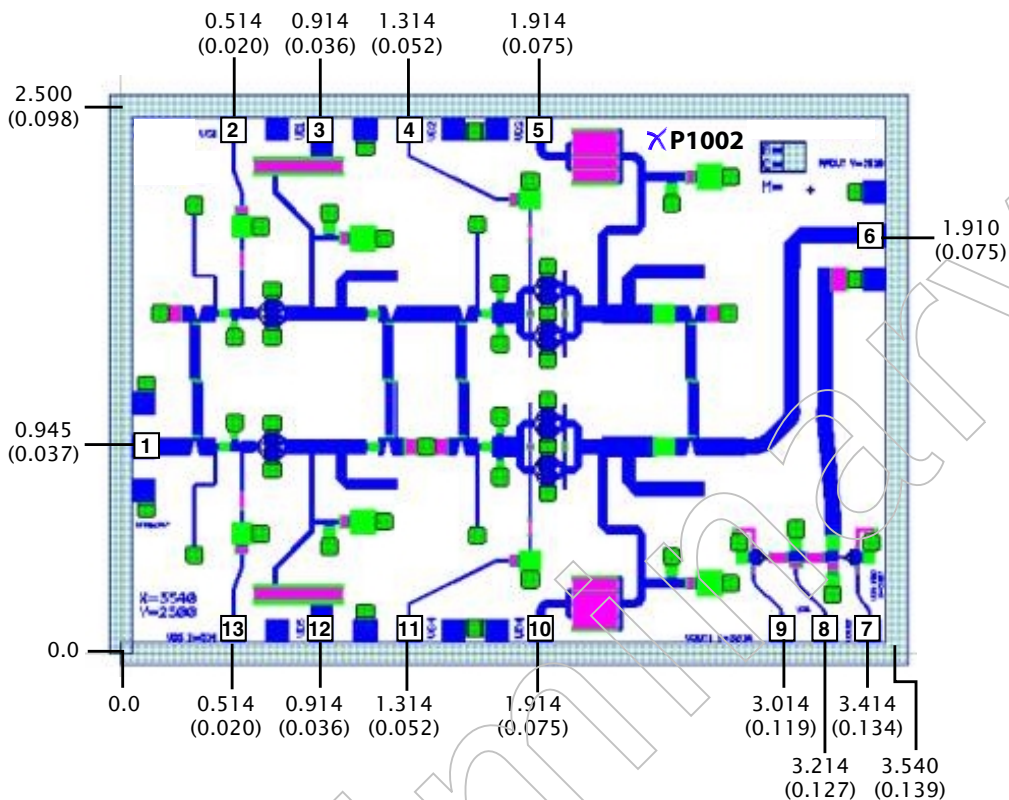 0.514 0.914 1.314 1.914
(0.020) (0.036) (0.052) (0.075)
2.500
(0.098)
2 3 4 5
XP1002
6
1.910
(0.075)
0.945
(0.037)
1
X=3540
Y=2500
13 12 11 10 9 8 7
0.0
0.0 0.514 0.914 1.314 1.914 3.014 3.414
(0.020) (0.036) (0.052) (0.075) (0.119) (0.134)
3.214 3.540
(0.127) (0.139)